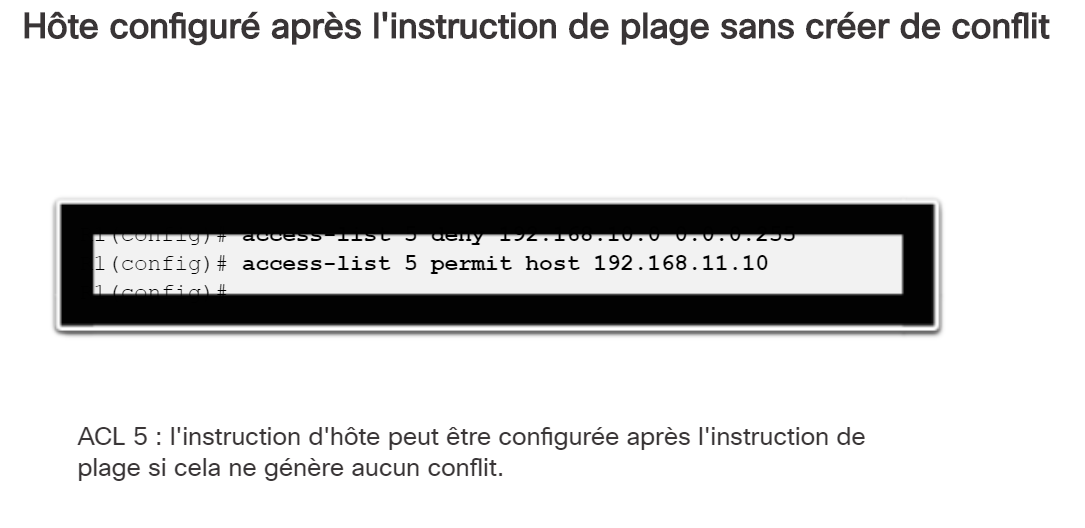 Hôte configuré après l'instruction de plage sans créer de conflit
1(config)# access-list 5 deny 192.168.10.0 0.0.0.255
1(config)# access-list 5 permit host 192.168.11.10
1(config)#
ACL 5 : l'instruction d'hôte peut être configurée après l'instruction de
plage si cela ne génère aucun conflit.